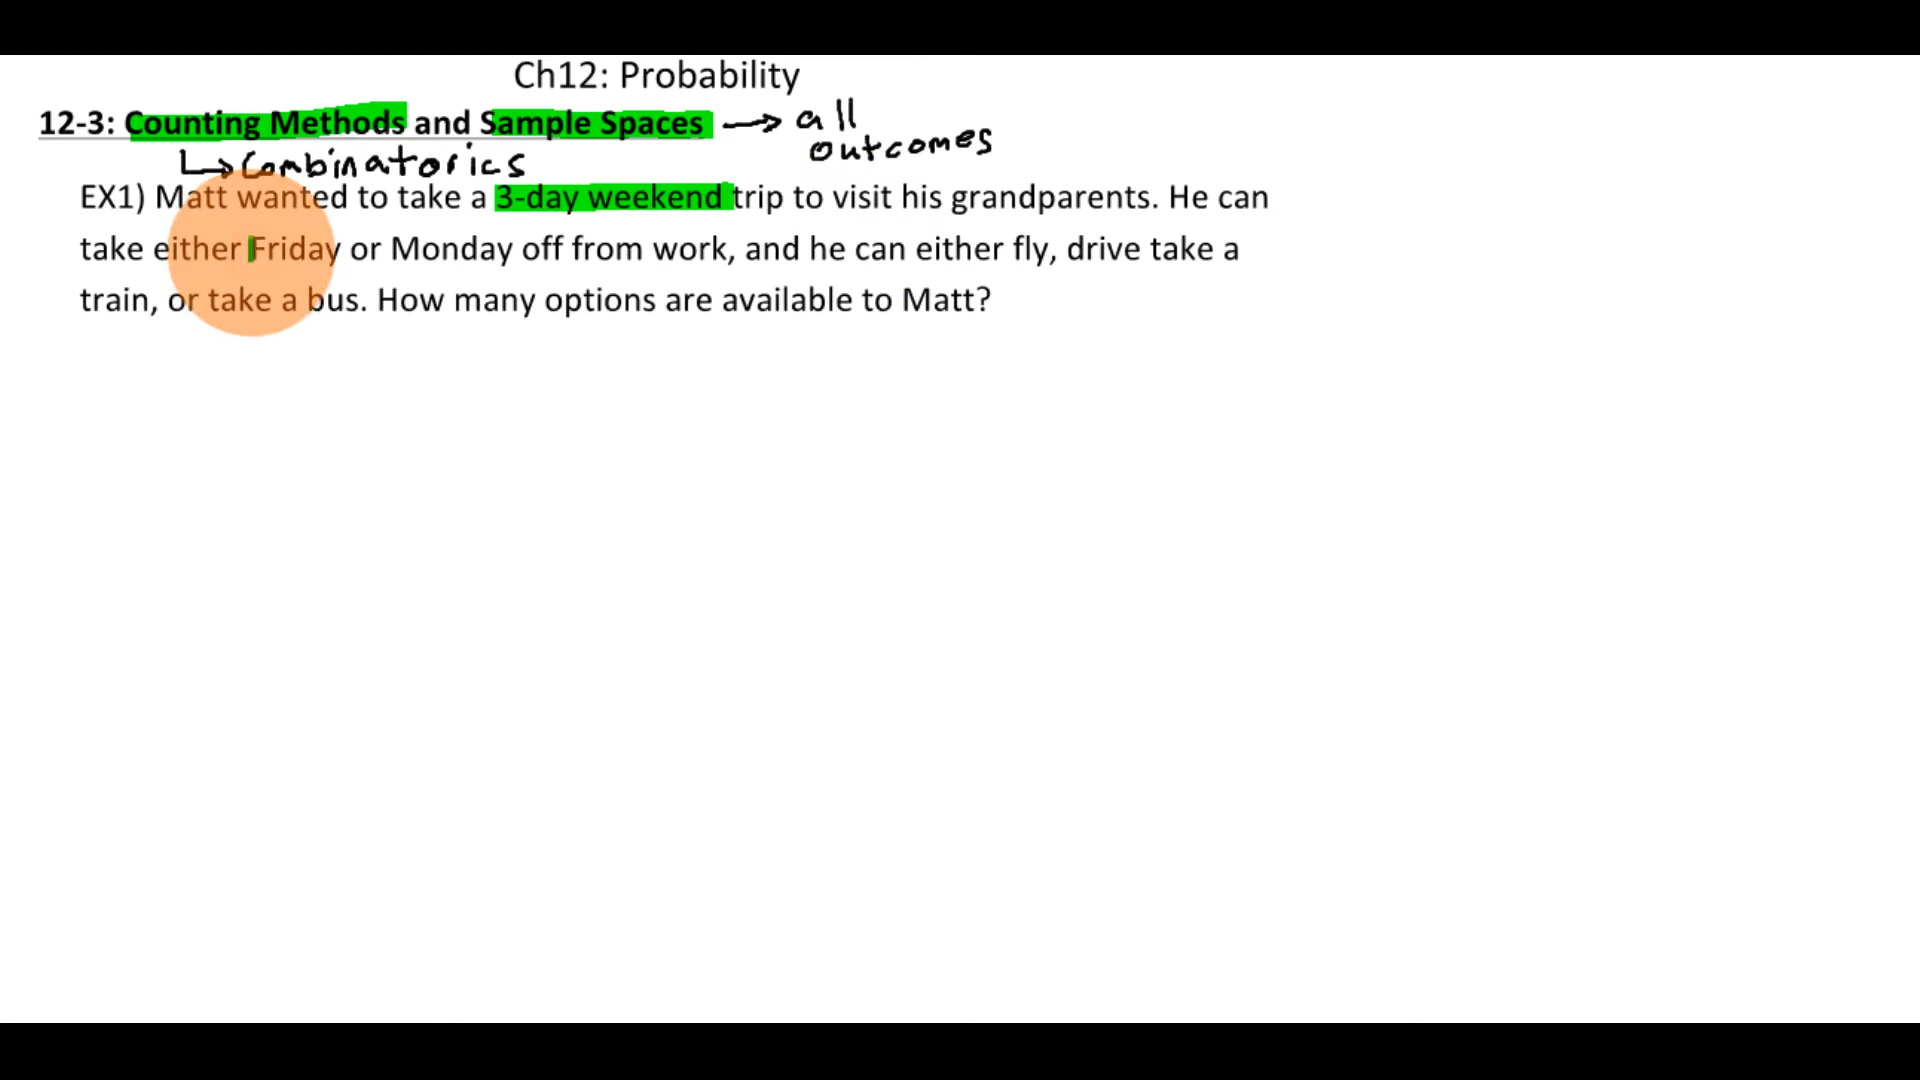 Ch12: Probability
12-3: Counting Methods and Sample Spaces → all
outcomes
↳ Combinatorics
EX1) Matt wanted to take a 3-day weekend trip to visit his grandparents. He can
take either Friday or Monday off from work, and he can either fly, drive take a
train, or take a bus. How many options are available to Matt?